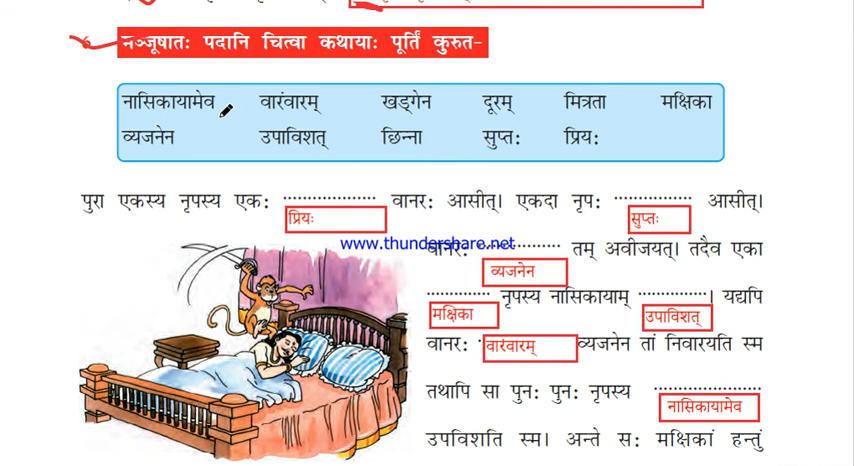 ६. मञ्जूषातः पदानि चित्वा कथायाः पूर्तिं कुरुत-
नासिकायामेव वारंवारम् खड्गेन दूरम् मित्रता मक्षिका
व्यजनेन उपाविशत् छिन्ना सुप्तः प्रियः
पुरा एकस्य नृपस्य एकः ................... वानरः आसीत्। एकदा नृपः ................ आसीत्।
प्रियः सुप्तः
www.thundershare.net
वानरः ................ तम् अवीजयत्। तदैव एका
व्यजनेन
............. नृपस्य नासिकायाम् ..............। यद्यपि
मक्षिका उपाविशत्
वानरः वारंवारम् व्यजनेन तां निवारयति स्म
तथापि सा पुनः पुनः नृपस्य ......................
नासिकायामेव
उपविशति स्म। अन्ते सः मक्षिकां हन्तुं